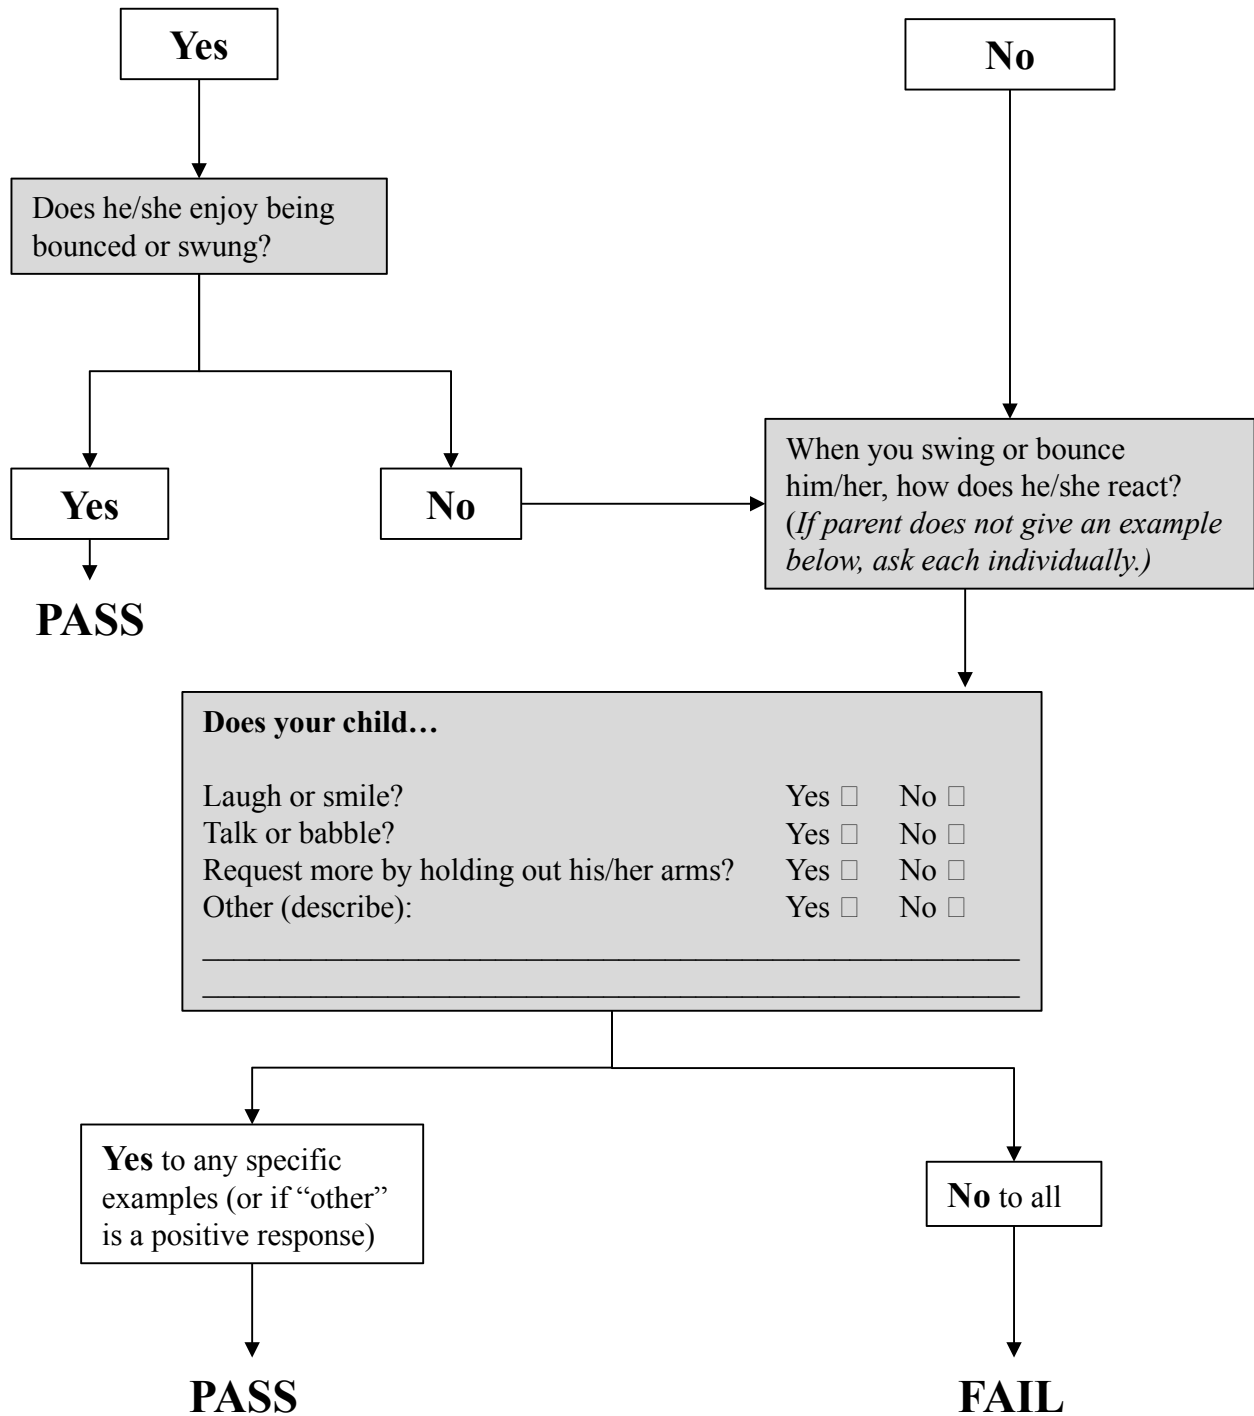 Yes
No
Does he/she enjoy being
bounced or swung?
Yes
No
When you swing or bounce
him/her, how does he/she react?
(If parent does not give an example
below, ask each individually.)
PASS
Does your child…
Laugh or smile? Yes □ No □
Talk or babble? Yes □ No □
Request more by holding out his/her arms? Yes □ No □
Other (describe): Yes □ No □
Yes to any specific
examples (or if “other”
is a positive response)
No to all
PASS
FAIL